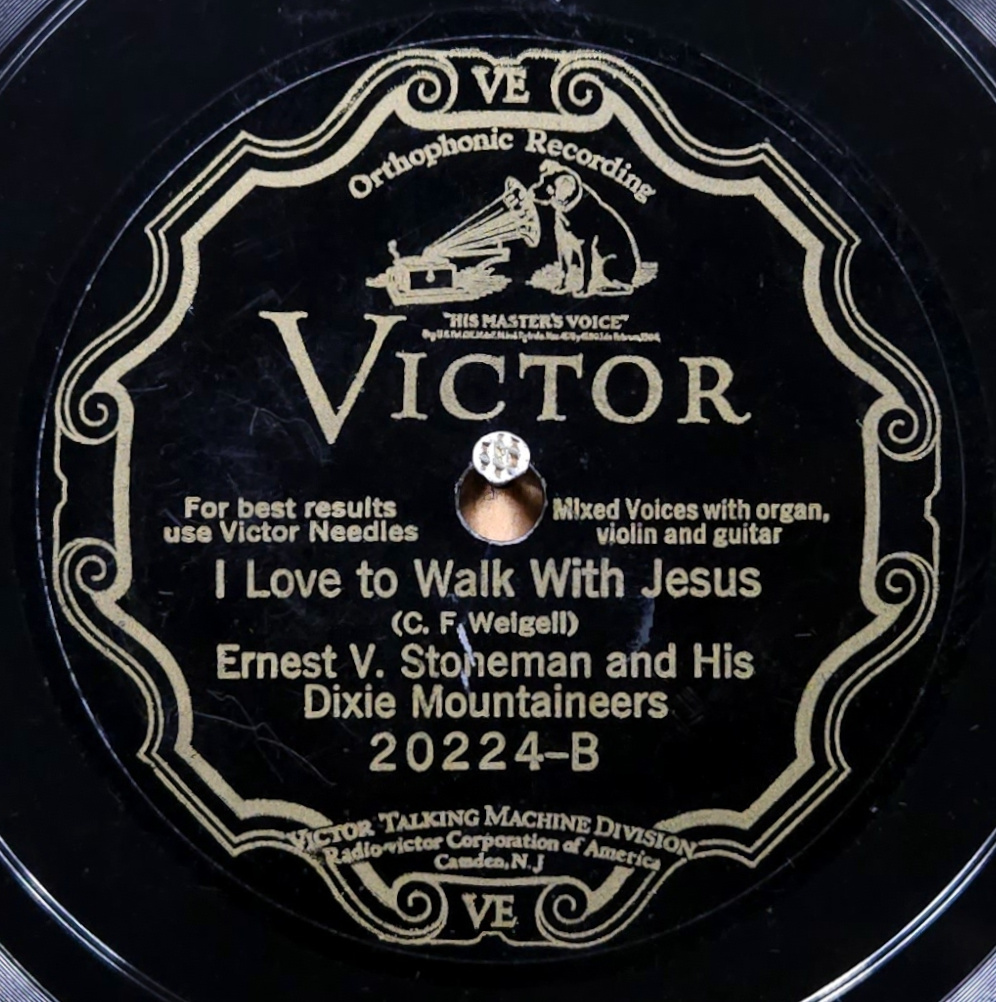 VE
Orthophonic Recording
"HIS MASTER'S VOICE"
VICTOR
For best results
use Victor Needles
Mixed Voices with organ,
violin and guitar
I Love to Walk With Jesus
(C. F. Weigell)
Ernest V. Stoneman and His
Dixie Mountaineers
20224-B
VICTOR TALKING MACHINE DIVISION
Radio-Victor Corporation of America
Camden, N.J
VE